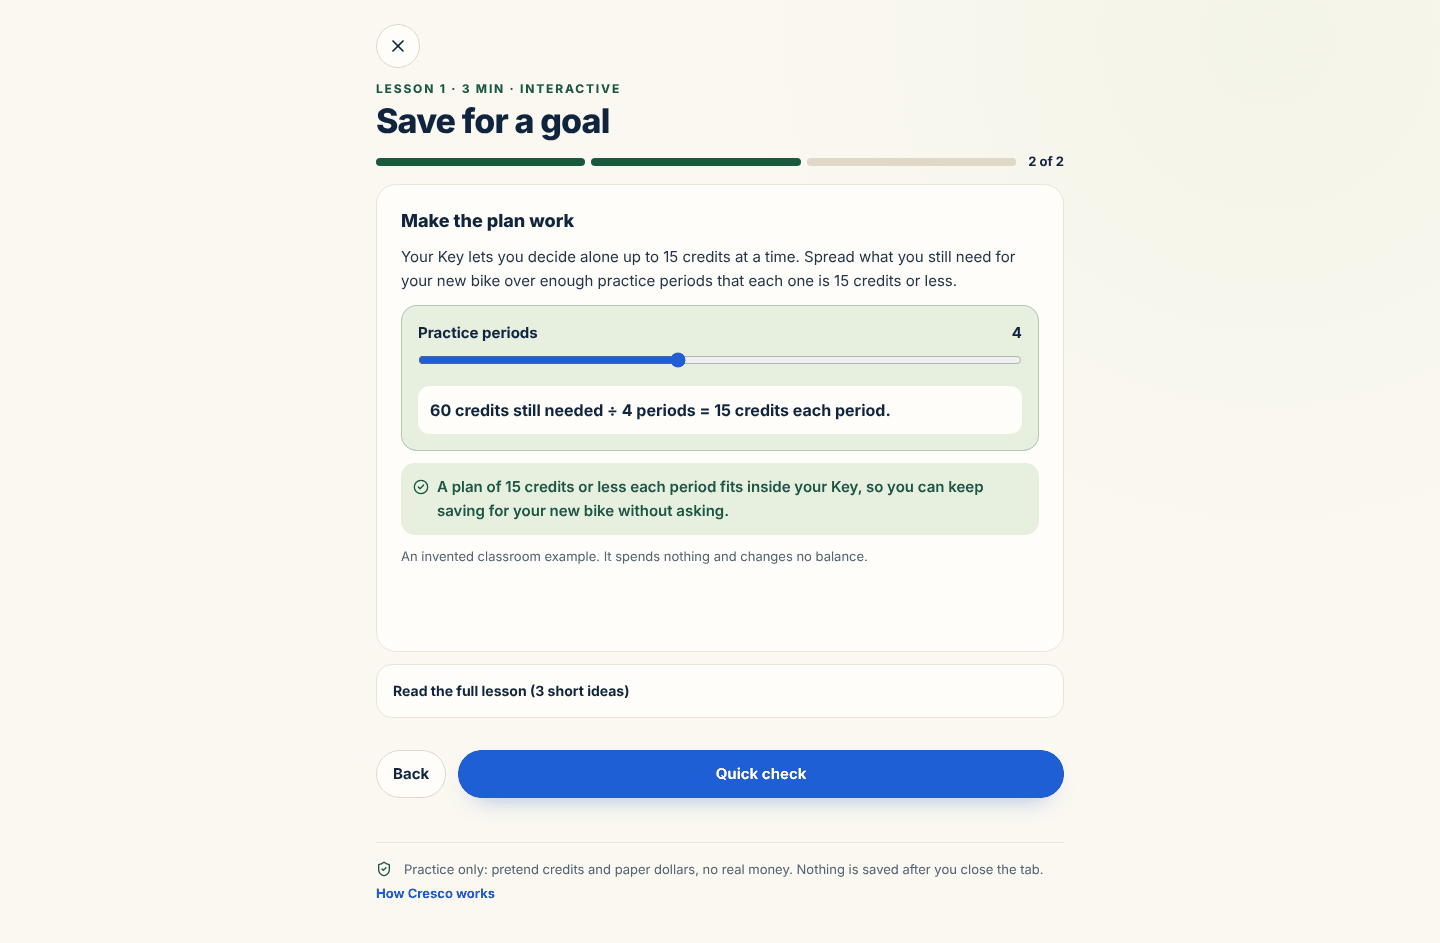 LESSON 1 · 3 MIN · INTERACTIVE
Save for a goal
2 of 2
Make the plan work
Your Key lets you decide alone up to 15 credits at a time. Spread what you still need for
your new bike over enough practice periods that each one is 15 credits or less.
Practice periods 4
60 credits still needed ÷ 4 periods = 15 credits each period.
A plan of 15 credits or less each period fits inside your Key, so you can keep
saving for your new bike without asking.
An invented classroom example. It spends nothing and changes no balance.
Read the full lesson (3 short ideas)
Back
Quick check
Practice only: pretend credits and paper dollars, no real money. Nothing is saved after you close the tab.
How Cresco works